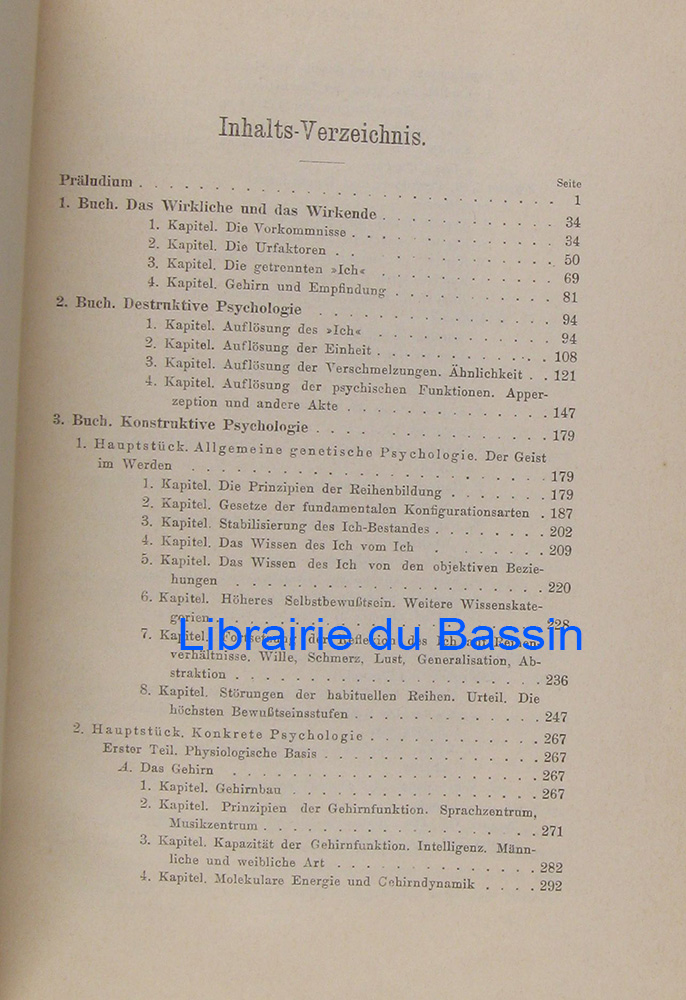 Inhalts-Verzeichnis.
Seite
Präludium . . . . . . . . . . . . . . . . . . . . . . 1
1. Buch. Das Wirkliche und das Wirkende . . . . . . . . . 34
1. Kapitel. Die Vorkommnisse . . . . . . . . . . . . 34
2. Kapitel. Die Urfaktoren . . . . . . . . . . . . . 50
3. Kapitel. Die getrennten »Ich« . . . . . . . . . . 69
4. Kapitel. Gehirn und Empfindung . . . . . . . . . . 81
2. Buch. Destruktive Psychologie . . . . . . . . . . . . 94
1. Kapitel. Auflösung des »Ich« . . . . . . . . . . . 94
2. Kapitel. Auflösung der Einheit . . . . . . . . . . 108
3. Kapitel. Auflösung der Verschmelzungen. Ähnlichkeit . . 121
4. Kapitel. Auflösung der psychischen Funktionen. Apper-
zeption und andere Akte . . . . . . . . . . . . 147
3. Buch. Konstruktive Psychologie . . . . . . . . . . . . 179
1. Hauptstück. Allgemeine genetische Psychologie. Der Geist
im Werden . . . . . . . . . . . . . . . . . . . 179
1. Kapitel. Die Prinzipien der Reihenbildung . . . . . . . 179
2. Kapitel. Gesetze der fundamentalen Konfigurationsarten . 187
3. Kapitel. Stabilisierung des Ich-Bestandes . . . . . . . 202
4. Kapitel. Das Wissen des Ich vom Ich . . . . . . . 209
5. Kapitel. Das Wissen des Ich von den objektiven Bezie-
hungen . . . . . . . . . . . . . . . . . . 220
6. Kapitel. Höheres Selbstbewußtsein. Weitere Wissenskate-
gorien . . . . . . . . . . . . . . . . . . 228
7. Kapitel. Fortsetzung der Reflexion des Ich auf Reihen-
verhältnisse. Wille, Schmerz, Lust, Generalisation, Ab-
straktion . . . . . . . . . . . . . . . . . 236
8. Kapitel. Störungen der habituellen Reihen. Urteil. Die
höchsten Bewußtseinsstufen . . . . . . . . . . . 247
2. Hauptstück. Konkrete Psychologie . . . . . . . . . . 267
Erster Teil. Physiologische Basis . . . . . . . . . . . . 267
A. Das Gehirn . . . . . . . . . . . . . . . . . . 267
1. Kapitel. Gehirnbau . . . . . . . . . . . . . . . 267
2. Kapitel. Prinzipien der Gehirnfunktion. Sprachzentrum,
Musikzentrum . . . . . . . . . . . . . . . . 271
3. Kapitel. Kapazität der Gehirnfunktion. Intelligenz. Männ-
liche und weibliche Art . . . . . . . . . . . . 282
4. Kapitel. Molekulare Energie und Gehirndynamik . . . . 292
Librairie du Bassin